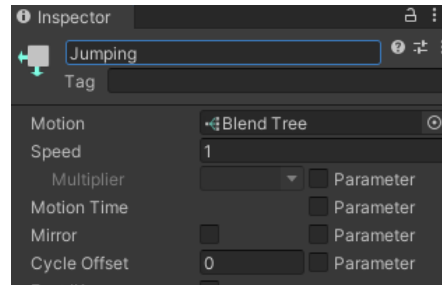 Inspector
Jumping
Tag
Motion Blend Tree
Speed 1
Multiplier Parameter
Motion Time Parameter
Mirror Parameter
Cycle Offset 0 Parameter